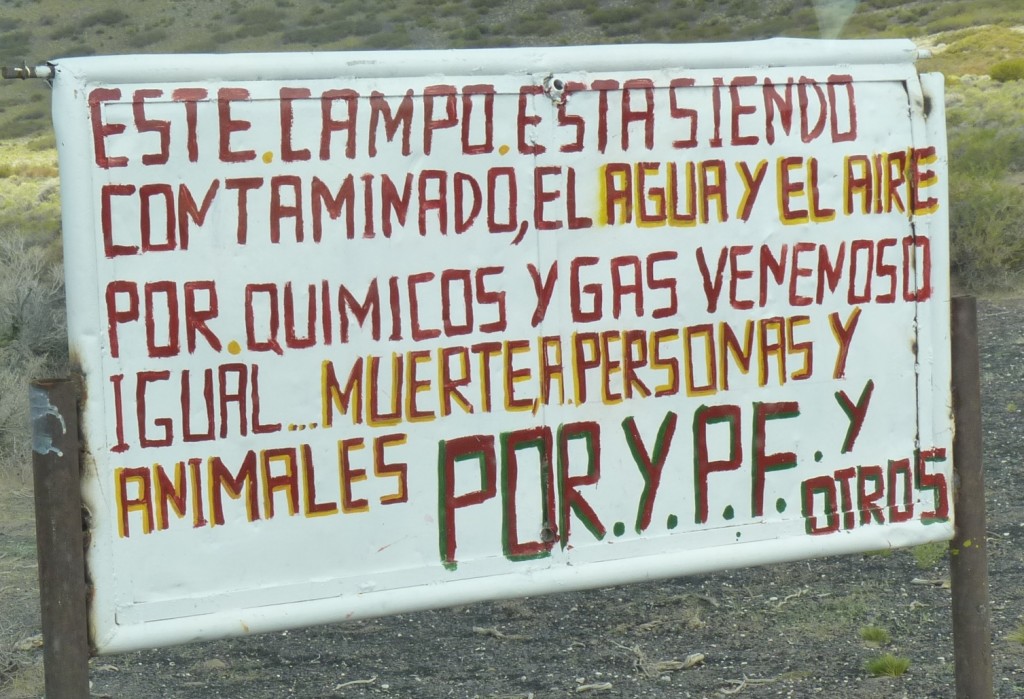 ESTE.CAMPO.ESTA SIENDO
CONTAMINADO, EL AGUA Y EL AIRE
POR.QUIMICOS Y GAS VENENOSO
IGUAL...MUERTE,A.PERSONAS Y
ANIMALES POR.Y.P.F. Y
OTROS